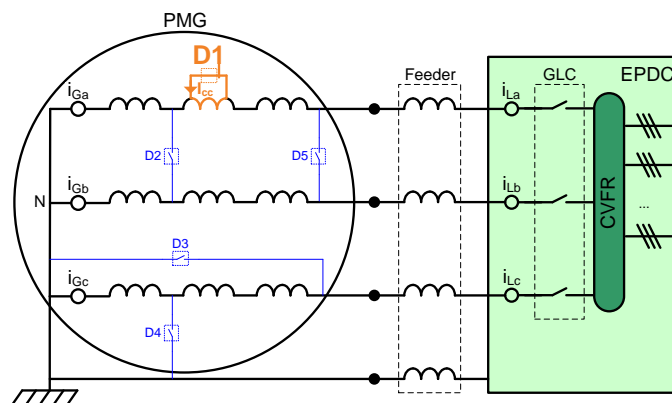 PMG
D1
icc
iGa
Feeder
GLC
EPDC
iLa
D2
D5
N
iGb
iLb
CVFR
...
D3
iGc
iLc
D4